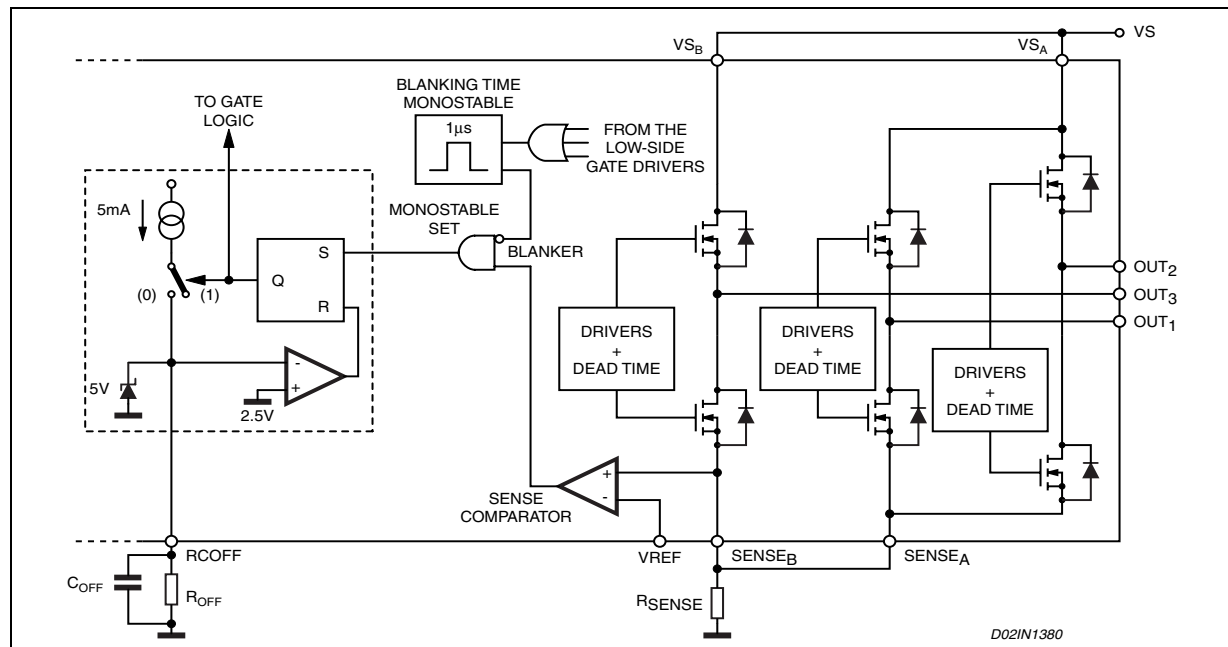 VS_B
VS_A
VS
BLANKING TIME
MONOSTABLE
1μs
TO GATE
LOGIC
FROM THE
LOW-SIDE
GATE DRIVERS
5mA
MONOSTABLE
SET
BLANKER
S
Q
R
(0)
(1)
5V
-
+
2.5V
DRIVERS
+
DEAD TIME
DRIVERS
+
DEAD TIME
DRIVERS
+
DEAD TIME
OUT_2
OUT_3
OUT_1
+
-
SENSE
COMPARATOR
RCOFF
VREF
SENSE_B
SENSE_A
C_OFF
R_OFF
R_SENSE
D02IN1380